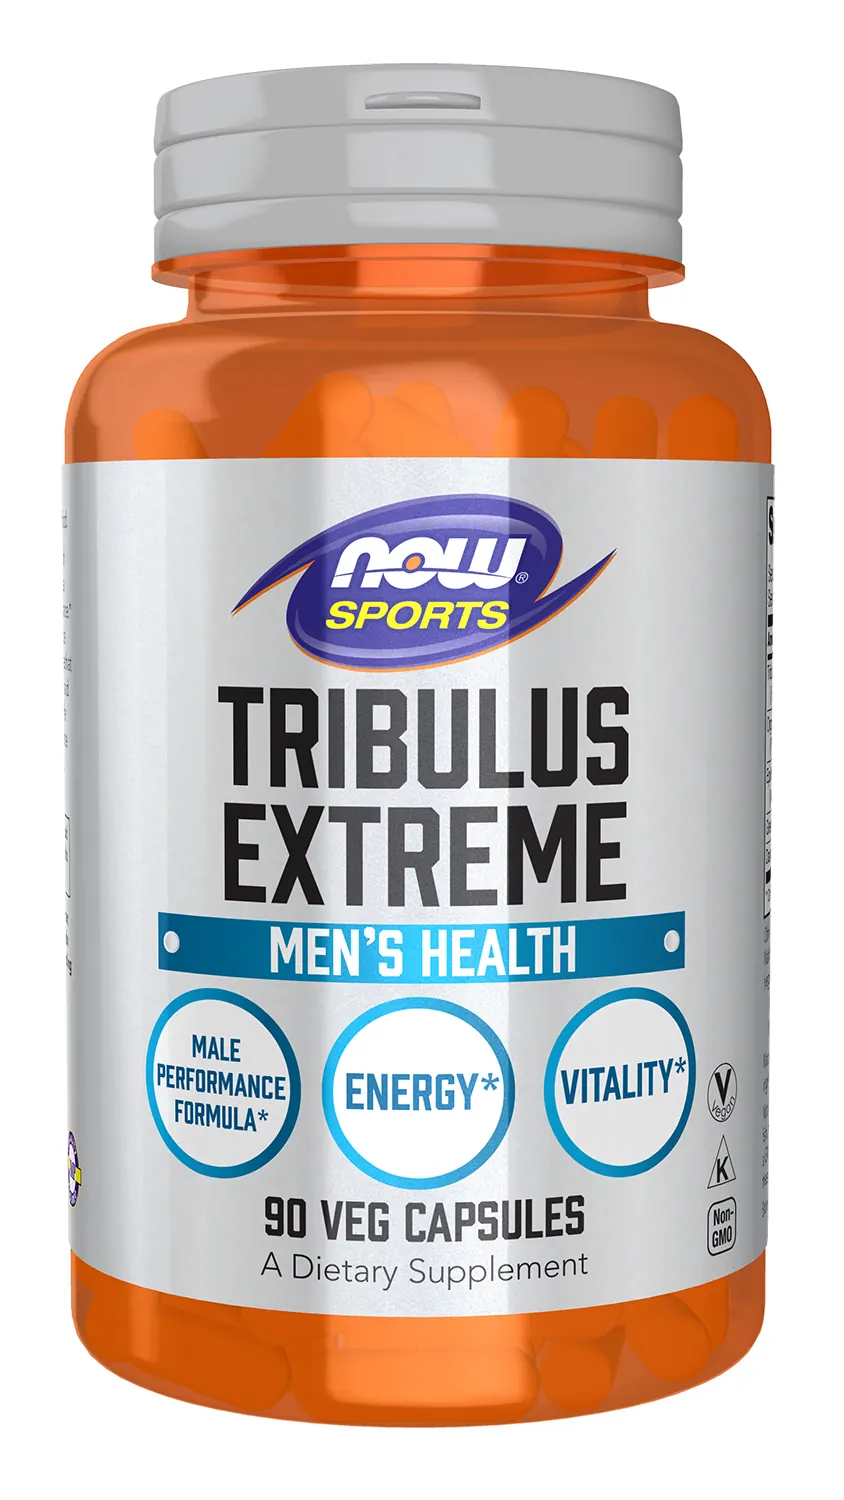 NOW®
SPORTS
TRIBULUS
EXTREME
MEN'S HEALTH
MALE
PERFORMANCE
FORMULA*
ENERGY*
VITALITY*
V
vegan
K
Non-
GMO
90 VEG CAPSULES
A Dietary Supplement